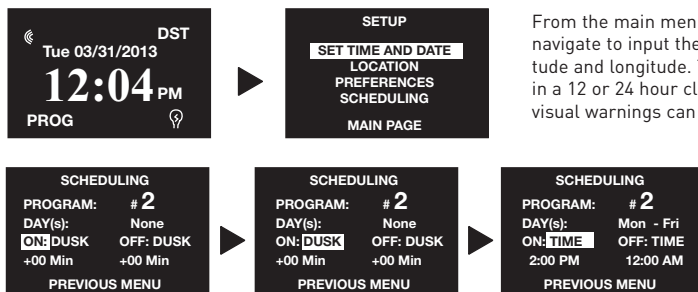 DST
Tue 03/31/2013
12:04 PM
PROG
SETUP
SET TIME AND DATE
LOCATION
PREFERENCES
SCHEDULING
MAIN PAGE
From the main men
navigate to input the
tude and longitude.
in a 12 or 24 hour cl
visual warnings can
SCHEDULING
PROGRAM: # 2
DAY(s): None
ON: DUSK OFF: DUSK
+00 Min +00 Min
PREVIOUS MENU
SCHEDULING
PROGRAM: # 2
DAY(s): None
ON: DUSK OFF: DUSK
+00 Min +00 Min
PREVIOUS MENU
SCHEDULING
PROGRAM: # 2
DAY(s): Mon - Fri
ON: TIME OFF: TIME
2:00 PM 12:00 AM
PREVIOUS MENU